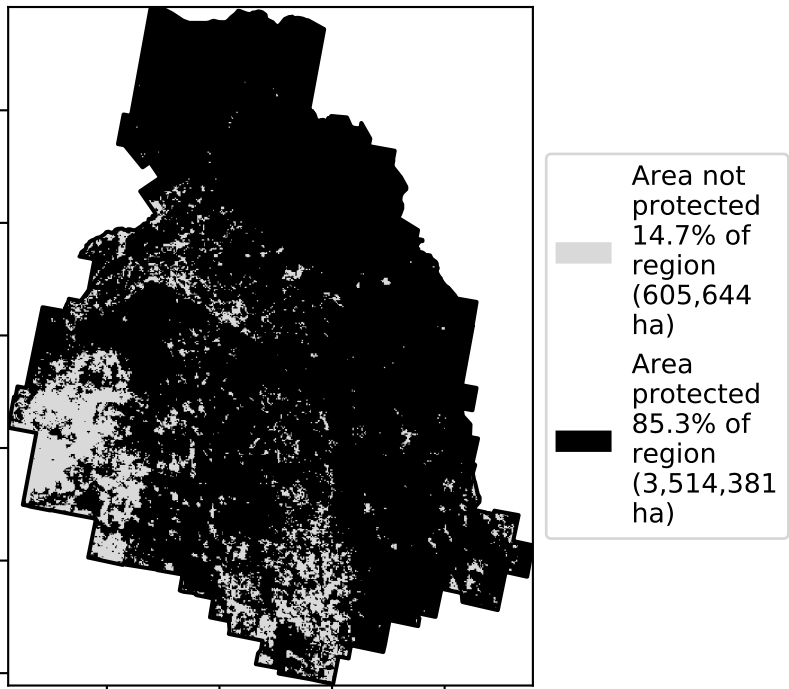 Area not
protected
14.7% of
region
(605,644
ha)
Area
protected
85.3% of
region
(3,514,381
ha)